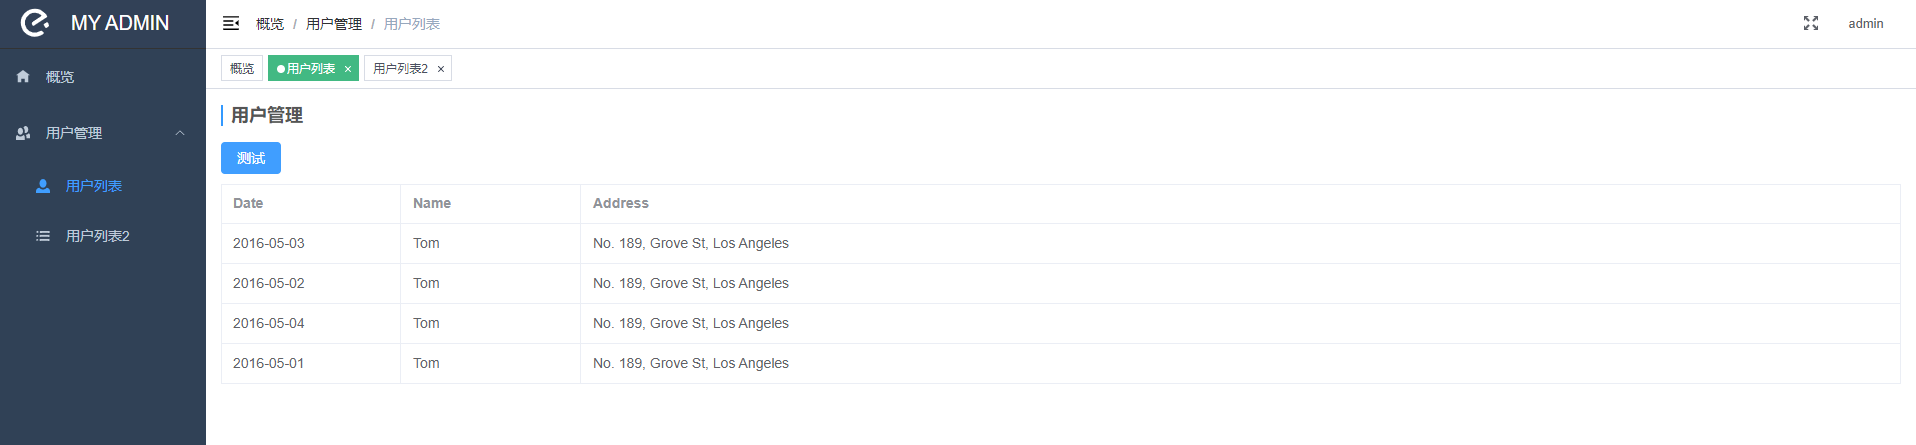 MY ADMIN
概览 / 用户管理 / 用户列表
admin
概览 用户列表 × 用户列表2 ×
概览
用户管理
用户列表
用户列表2
用户管理
测试
Date Name Address
2016-05-03 Tom No. 189, Grove St, Los Angeles
2016-05-02 Tom No. 189, Grove St, Los Angeles
2016-05-04 Tom No. 189, Grove St, Los Angeles
2016-05-01 Tom No. 189, Grove St, Los Angeles